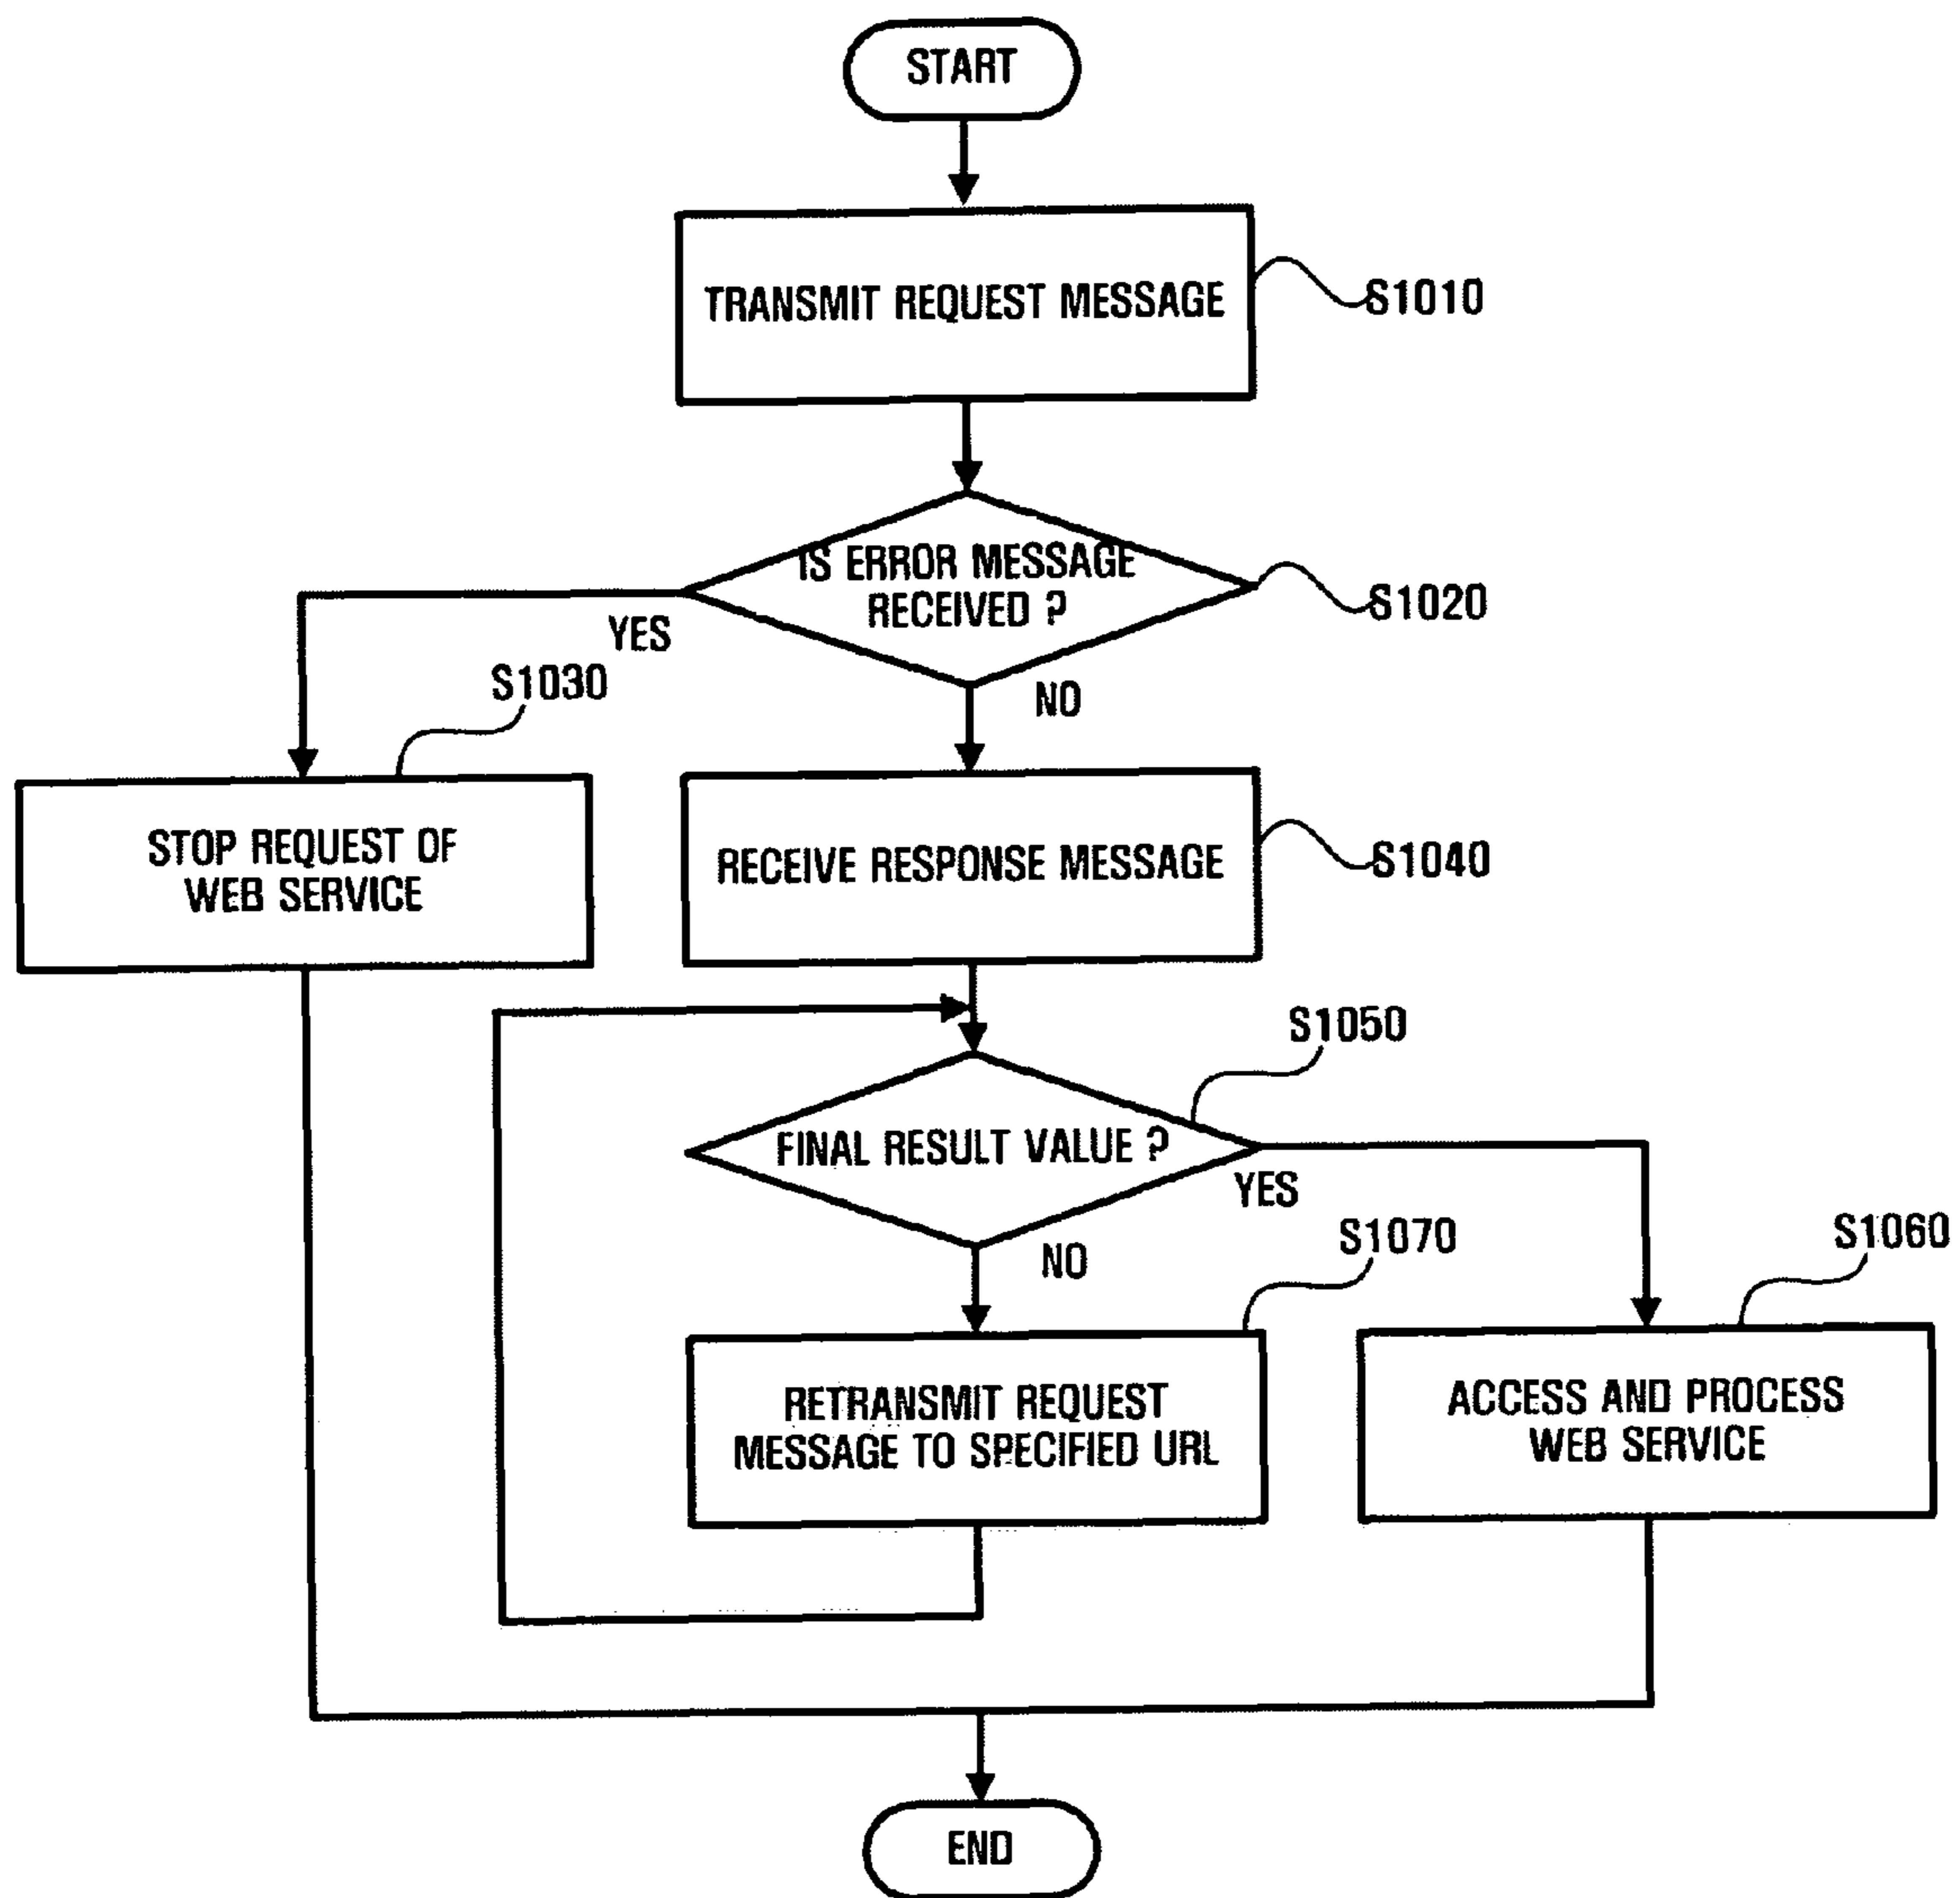 START
TRANSMIT REQUEST MESSAGE
S1010
IS ERROR MESSAGE
RECEIVED ?
S1020
YES
NO
S1030
STOP REQUEST OF
WEB SERVICE
RECEIVE RESPONSE MESSAGE
S1040
S1050
FINAL RESULT VALUE ?
YES
NO
S1070
S1060
RETRANSMIT REQUEST
MESSAGE TO SPECIFIED URL
ACCESS AND PROCESS
WEB SERVICE
END